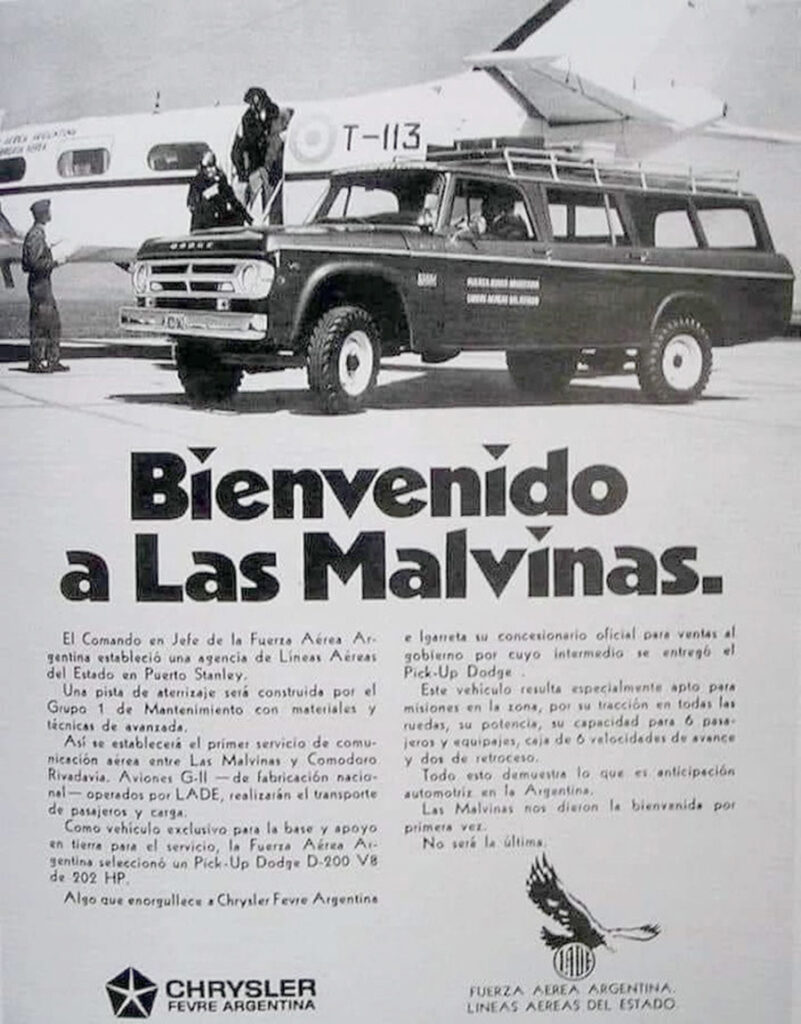 T-113
DODGE
FUERZA AEREA ARGENTINA
LINEAS AEREAS DEL ESTADO
Bienvenido
a Las Malvinas.
El Comando en Jefe de la Fuerza Aérea Ar-
gentina estableció una agencia de Líneas Aéreas
del Estado en Puerto Stanley.
Una pista de aterrizaje será construida por el
Grupo 1 de Mantenimiento con materiales y
técnicas de avanzada.
Así se establecerá el primer servicio de comu-
nicación aérea entre Las Malvinas y Comodoro
Rivadavia. Aviones G-II —de fabricación nacio-
nal— operados por LADE, realizarán el transporte
de pasajeros y carga.
Como vehículo exclusivo para la base y apoyo
en tierra para el servicio, la Fuerza Aérea Ar-
gentina seleccionó un Pick-Up Dodge D-200 V8
de 202 HP.
Algo que enorgullece a Chrysler Fevre Argentina
e Igarreta su concesionario oficial para ventas al
gobierno por cuyo intermedio se entregó el
Pick-Up Dodge .
Este vehículo resulta especialmente apto para
misiones en la zona, por su tracción en todas las
ruedas, su potencia, su capacidad para 6 pasa-
jeros y equipajes, caja de 6 velocidades de avance
y dos de retroceso.
Todo esto demuestra lo que es anticipación
automotriz en la Argentina.
Las Malvinas nos dieron la bienvenida por
primera vez.
No será la última.
CHRYSLER
FEVRE ARGENTINA
LADE
FUERZA AEREA ARGENTINA.
LINEAS AEREAS DEL ESTADO.